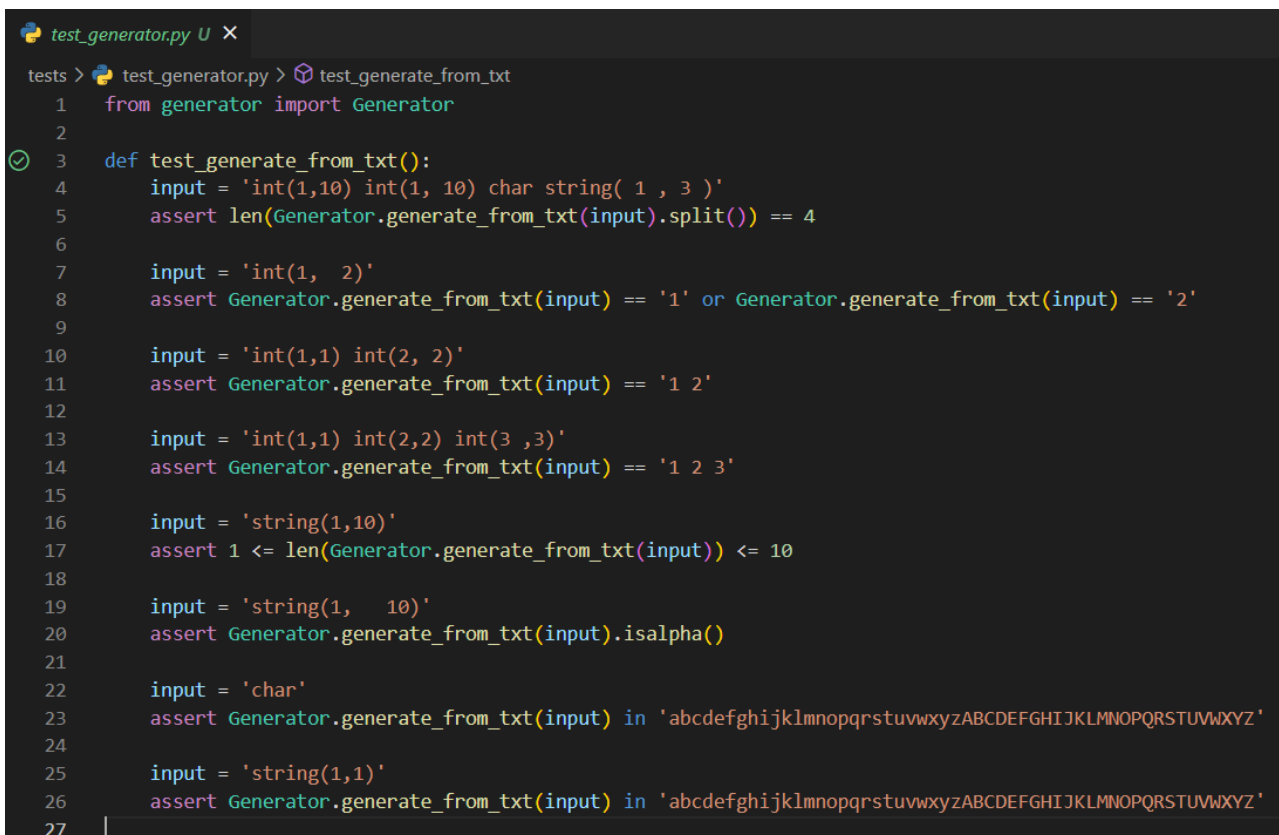 test_generator.py U ×
tests > test_generator.py > test_generate_from_txt
1 from generator import Generator
2
3 def test_generate_from_txt():
4     input = 'int(1,10) int(1, 10) char string( 1 , 3 )'
5     assert len(Generator.generate_from_txt(input).split()) == 4
6
7     input = 'int(1,  2)'
8     assert Generator.generate_from_txt(input) == '1' or Generator.generate_from_txt(input) == '2'
9
10     input = 'int(1,1) int(2, 2)'
11     assert Generator.generate_from_txt(input) == '1 2'
12
13     input = 'int(1,1) int(2,2) int(3 ,3)'
14     assert Generator.generate_from_txt(input) == '1 2 3'
15
16     input = 'string(1,10)'
17     assert 1 <= len(Generator.generate_from_txt(input)) <= 10
18
19     input = 'string(1,   10)'
20     assert Generator.generate_from_txt(input).isalpha()
21
22     input = 'char'
23     assert Generator.generate_from_txt(input) in 'abcdefghijklmnopqrstuvwxyzABCDEFGHIJKLMNOPQRSTUVWXYZ'
24
25     input = 'string(1,1)'
26     assert Generator.generate_from_txt(input) in 'abcdefghijklmnopqrstuvwxyzABCDEFGHIJKLMNOPQRSTUVWXYZ'
27